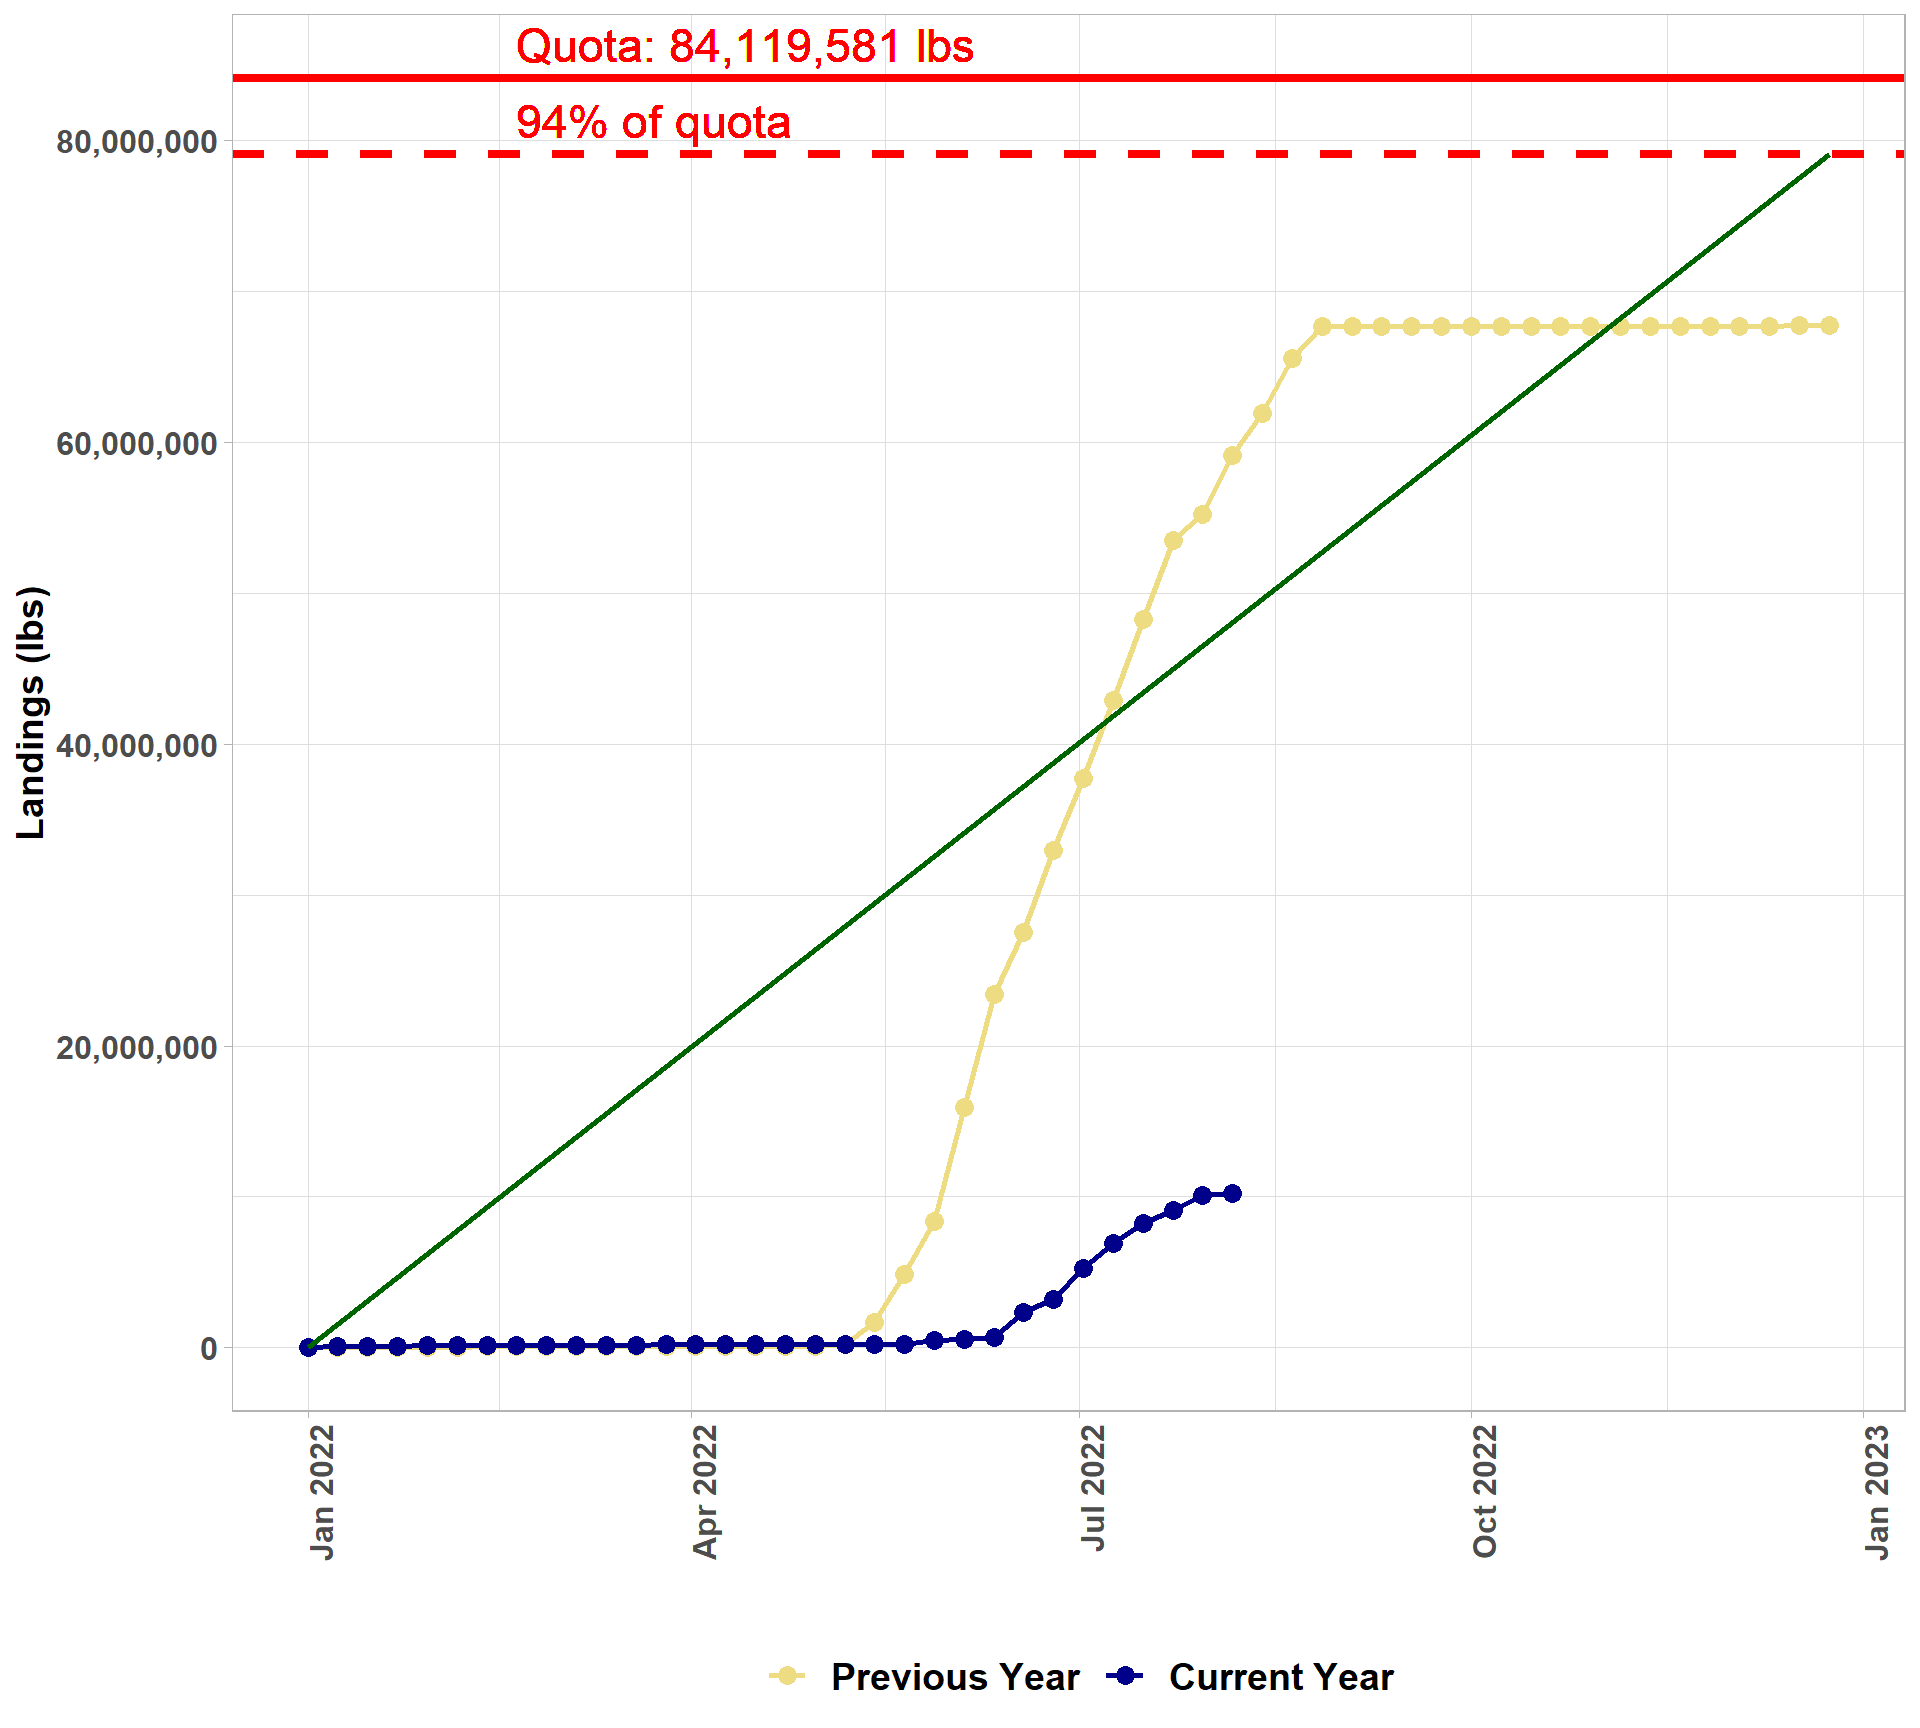 Quota: 84,119,581 lbs
94% of quota
80,000,000
60,000,000
40,000,000
20,000,000
0
Landings (lbs)
Jan 2022
Apr 2022
Jul 2022
Oct 2022
Jan 2023
Previous Year
Current Year